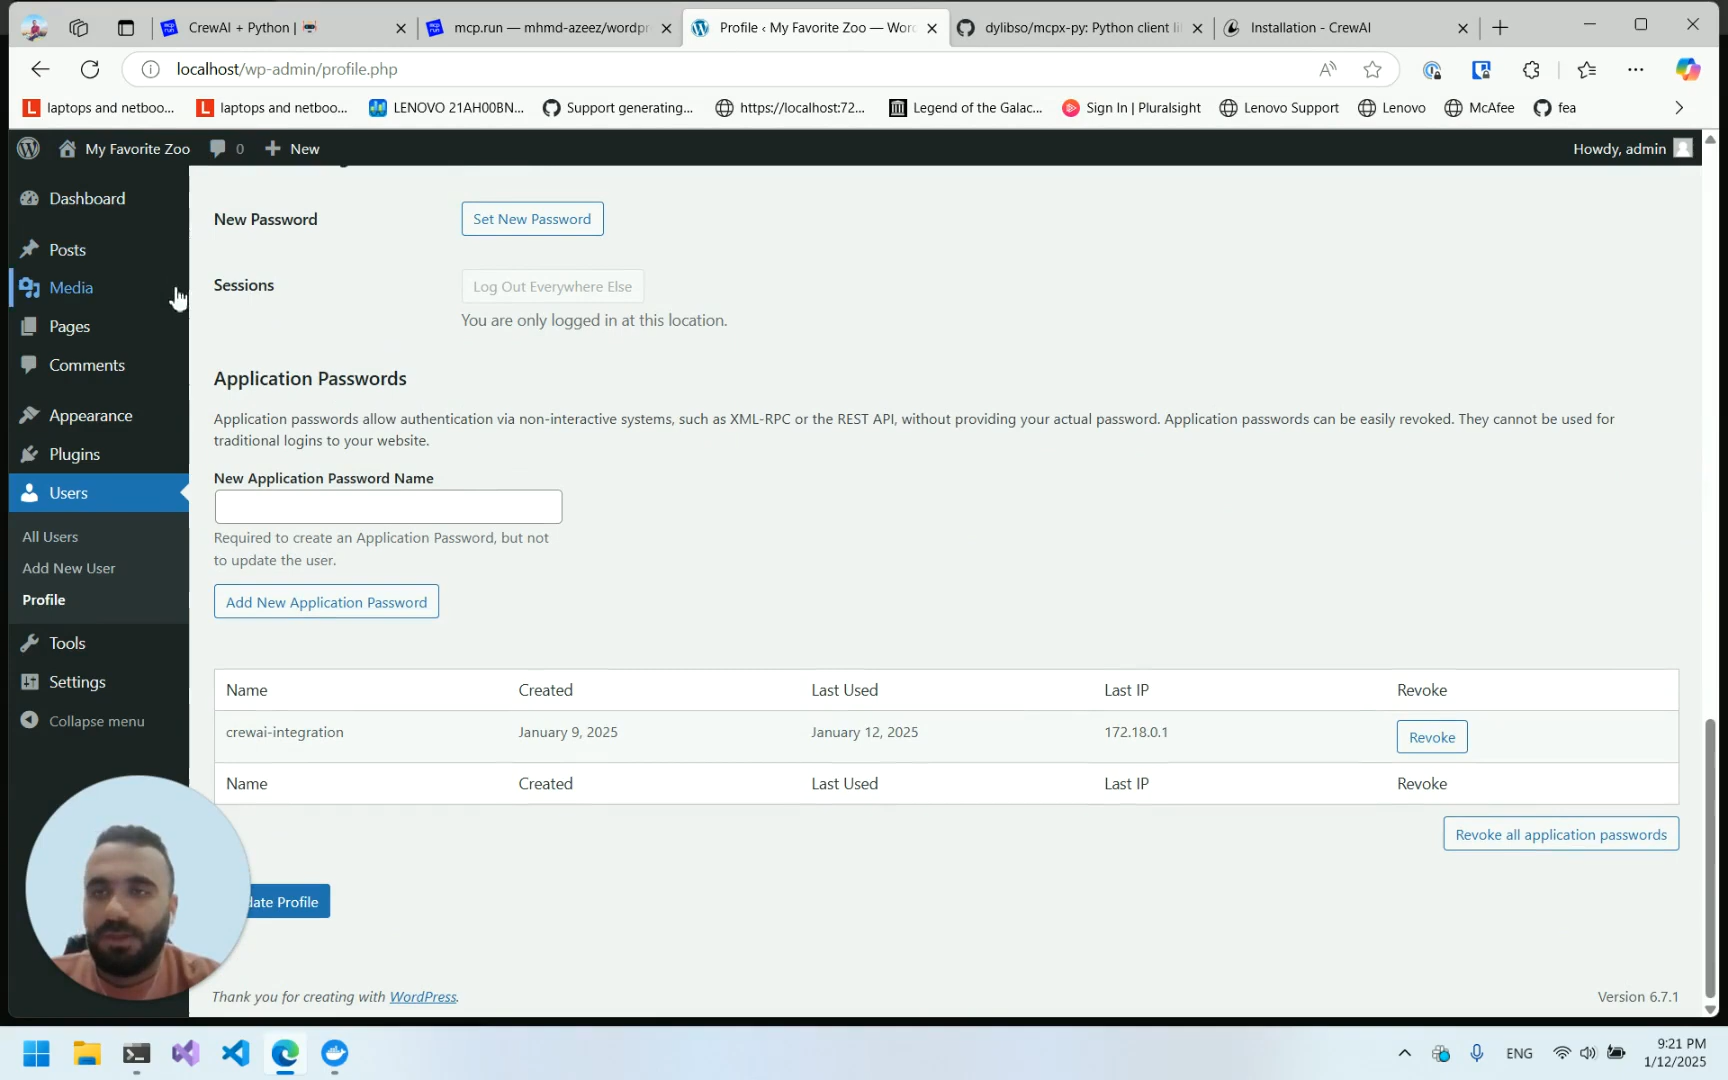 CrewAI + Python |
mcp.run — mhmd-azeez/wordpr
Profile ‹ My Favorite Zoo — Wor
dylibso/mcpx-py: Python client li
Installation - CrewAI
localhost/wp-admin/profile.php
laptops and netboo...
laptops and netboo...
LENOVO 21AH00BN...
Support generating...
https://localhost:72...
Legend of the Galac...
Sign In | Pluralsight
Lenovo Support
Lenovo
McAfee
fea
My Favorite Zoo
0
New
Howdy, admin
Dashboard
Posts
Media
Pages
Comments
Appearance
Plugins
Users
All Users
Add New User
Profile
Tools
Settings
Collapse menu
New Password
Set New Password
Sessions
Log Out Everywhere Else
You are only logged in at this location.
Application Passwords
Application passwords allow authentication via non-interactive systems, such as XML-RPC or the REST API, without providing your actual password. Application passwords can be easily revoked. They cannot be used for
traditional logins to your website.
New Application Password Name
Required to create an Application Password, but not
to update the user.
Add New Application Password
Name Created Last Used Last IP Revoke
crewai-integration January 9, 2025 January 12, 2025 172.18.0.1 Revoke
Name Created Last Used Last IP Revoke
Revoke all application passwords
Profile
Thank you for creating with WordPress.
Version 6.7.1
ENG
9:21 PM
1/12/2025